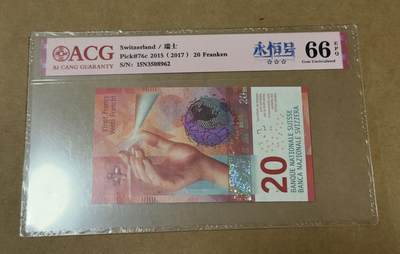 ACG
AI CANG GUARANTY
Switzerland / 瑞士
Pick#76c 2015 (2017) 20 Franken
S/N: 15N3508962
永恒号
☆☆☆
66 EPQ
Gem Uncirculated
20
BANQUE NATIONALE SUISSE
BANCA NAZIONALE SVIZZERA